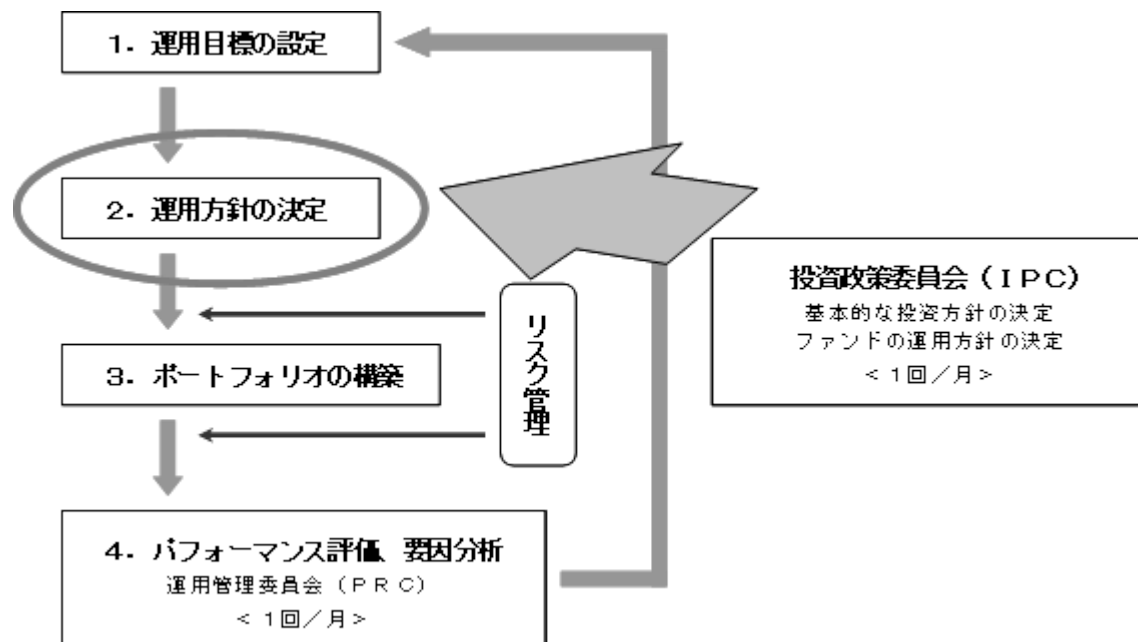 １．運用目標の設定
２．運用方針の決定
投資政策委員会（ＩＰＣ）
基本的な投資方針の決定
ファンドの運用方針の決定
＜１回／月＞
リスク管理
３．ポートフォリオの構築
４．パフォーマンス評価、要因分析
運用管理委員会（ＰＲＣ）
＜１回／月＞